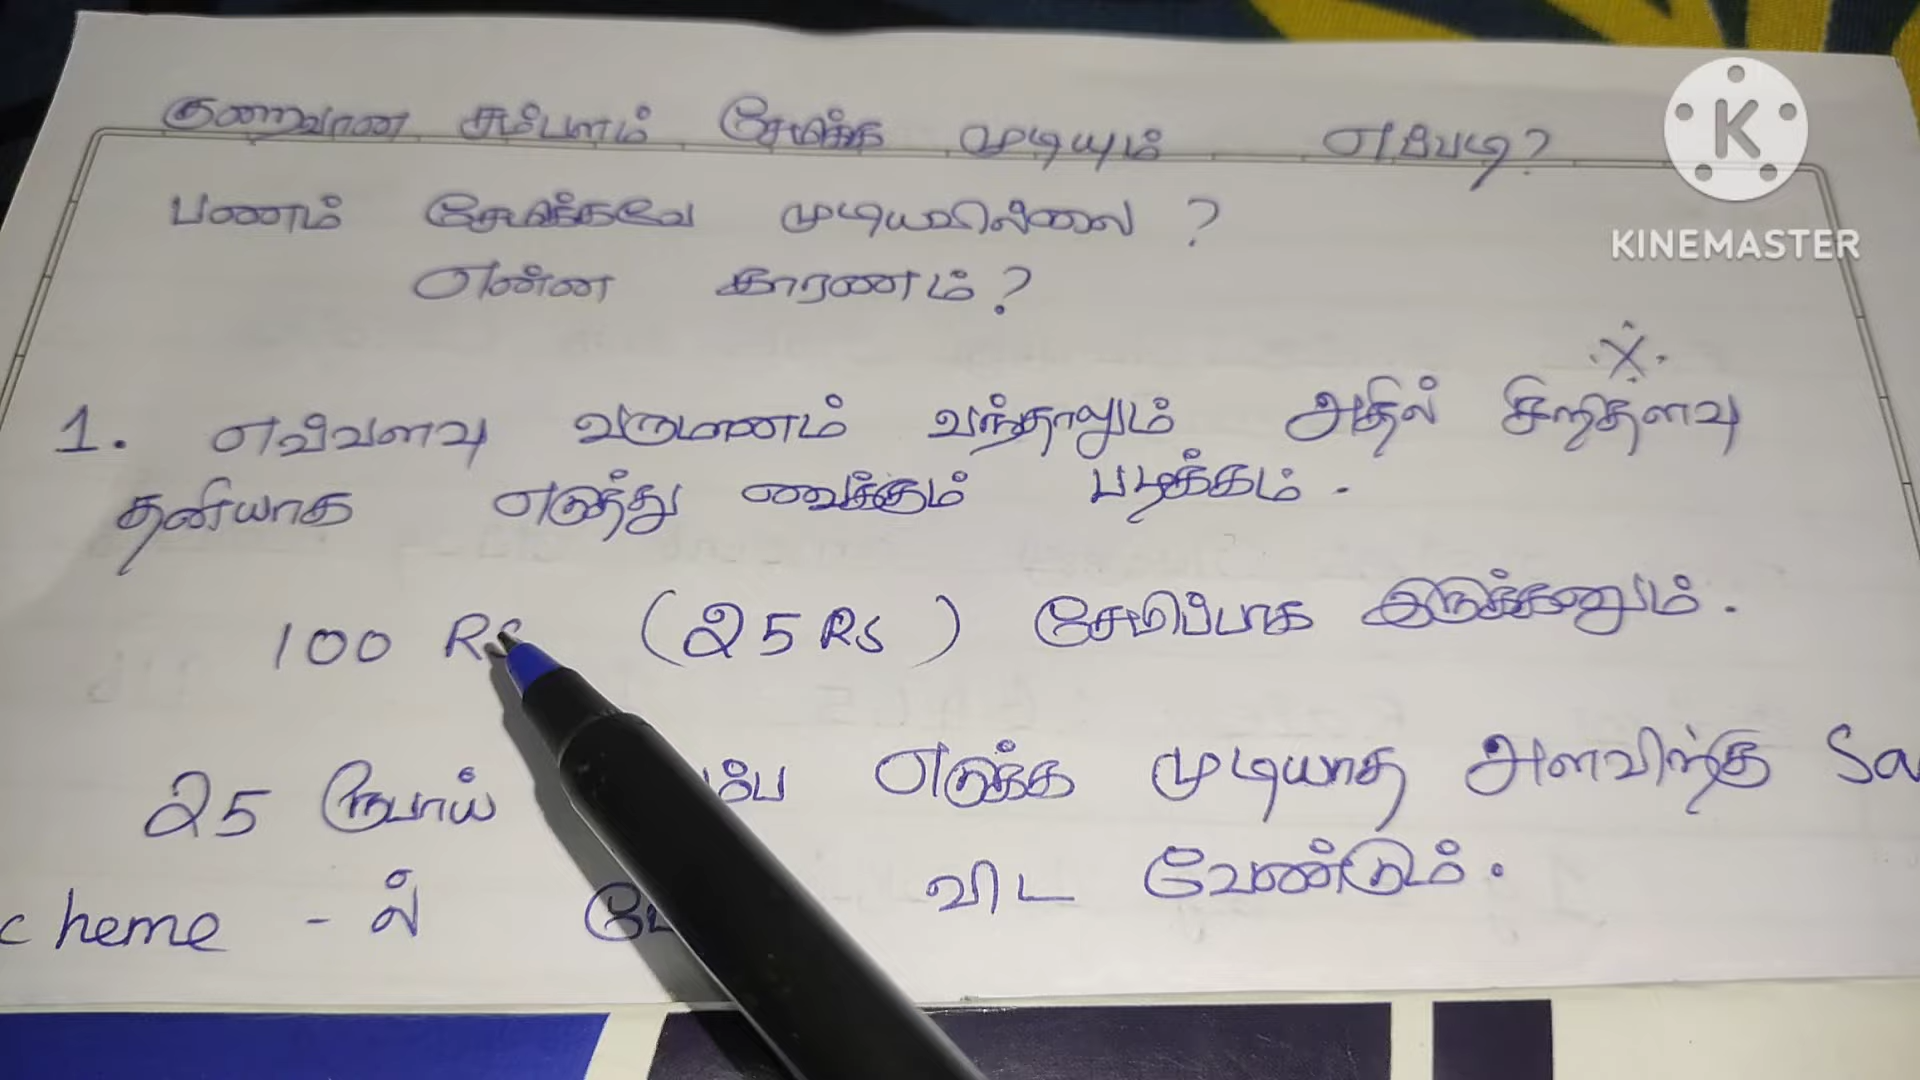 குறைவான சம்பளம் சேமிக்க முடியும் எப்படி?
பணம் சேமிக்கவே முடியவில்லை ?
என்ன காரணம்?
1. எவ்வளவு வருமானம் வந்தாலும் அதில் சிறிதளவு
தனியாக எடுத்து வைக்கும் பழக்கம்.
100 RS (25 RS) சேமிப்பாக இருக்கணும்.
25 ரூபாய் எடுக்க முடியாத அளவிற்கு Sa
cheme - ல் விட வேண்டும்.
K
KINEMASTER